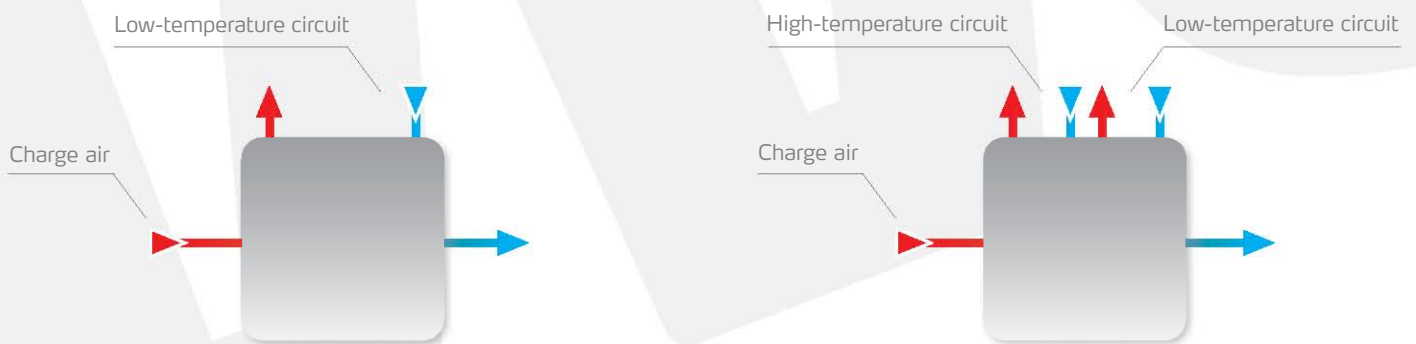 Low-temperature circuit
Charge air
High-temperature circuit
Low-temperature circuit
Charge air